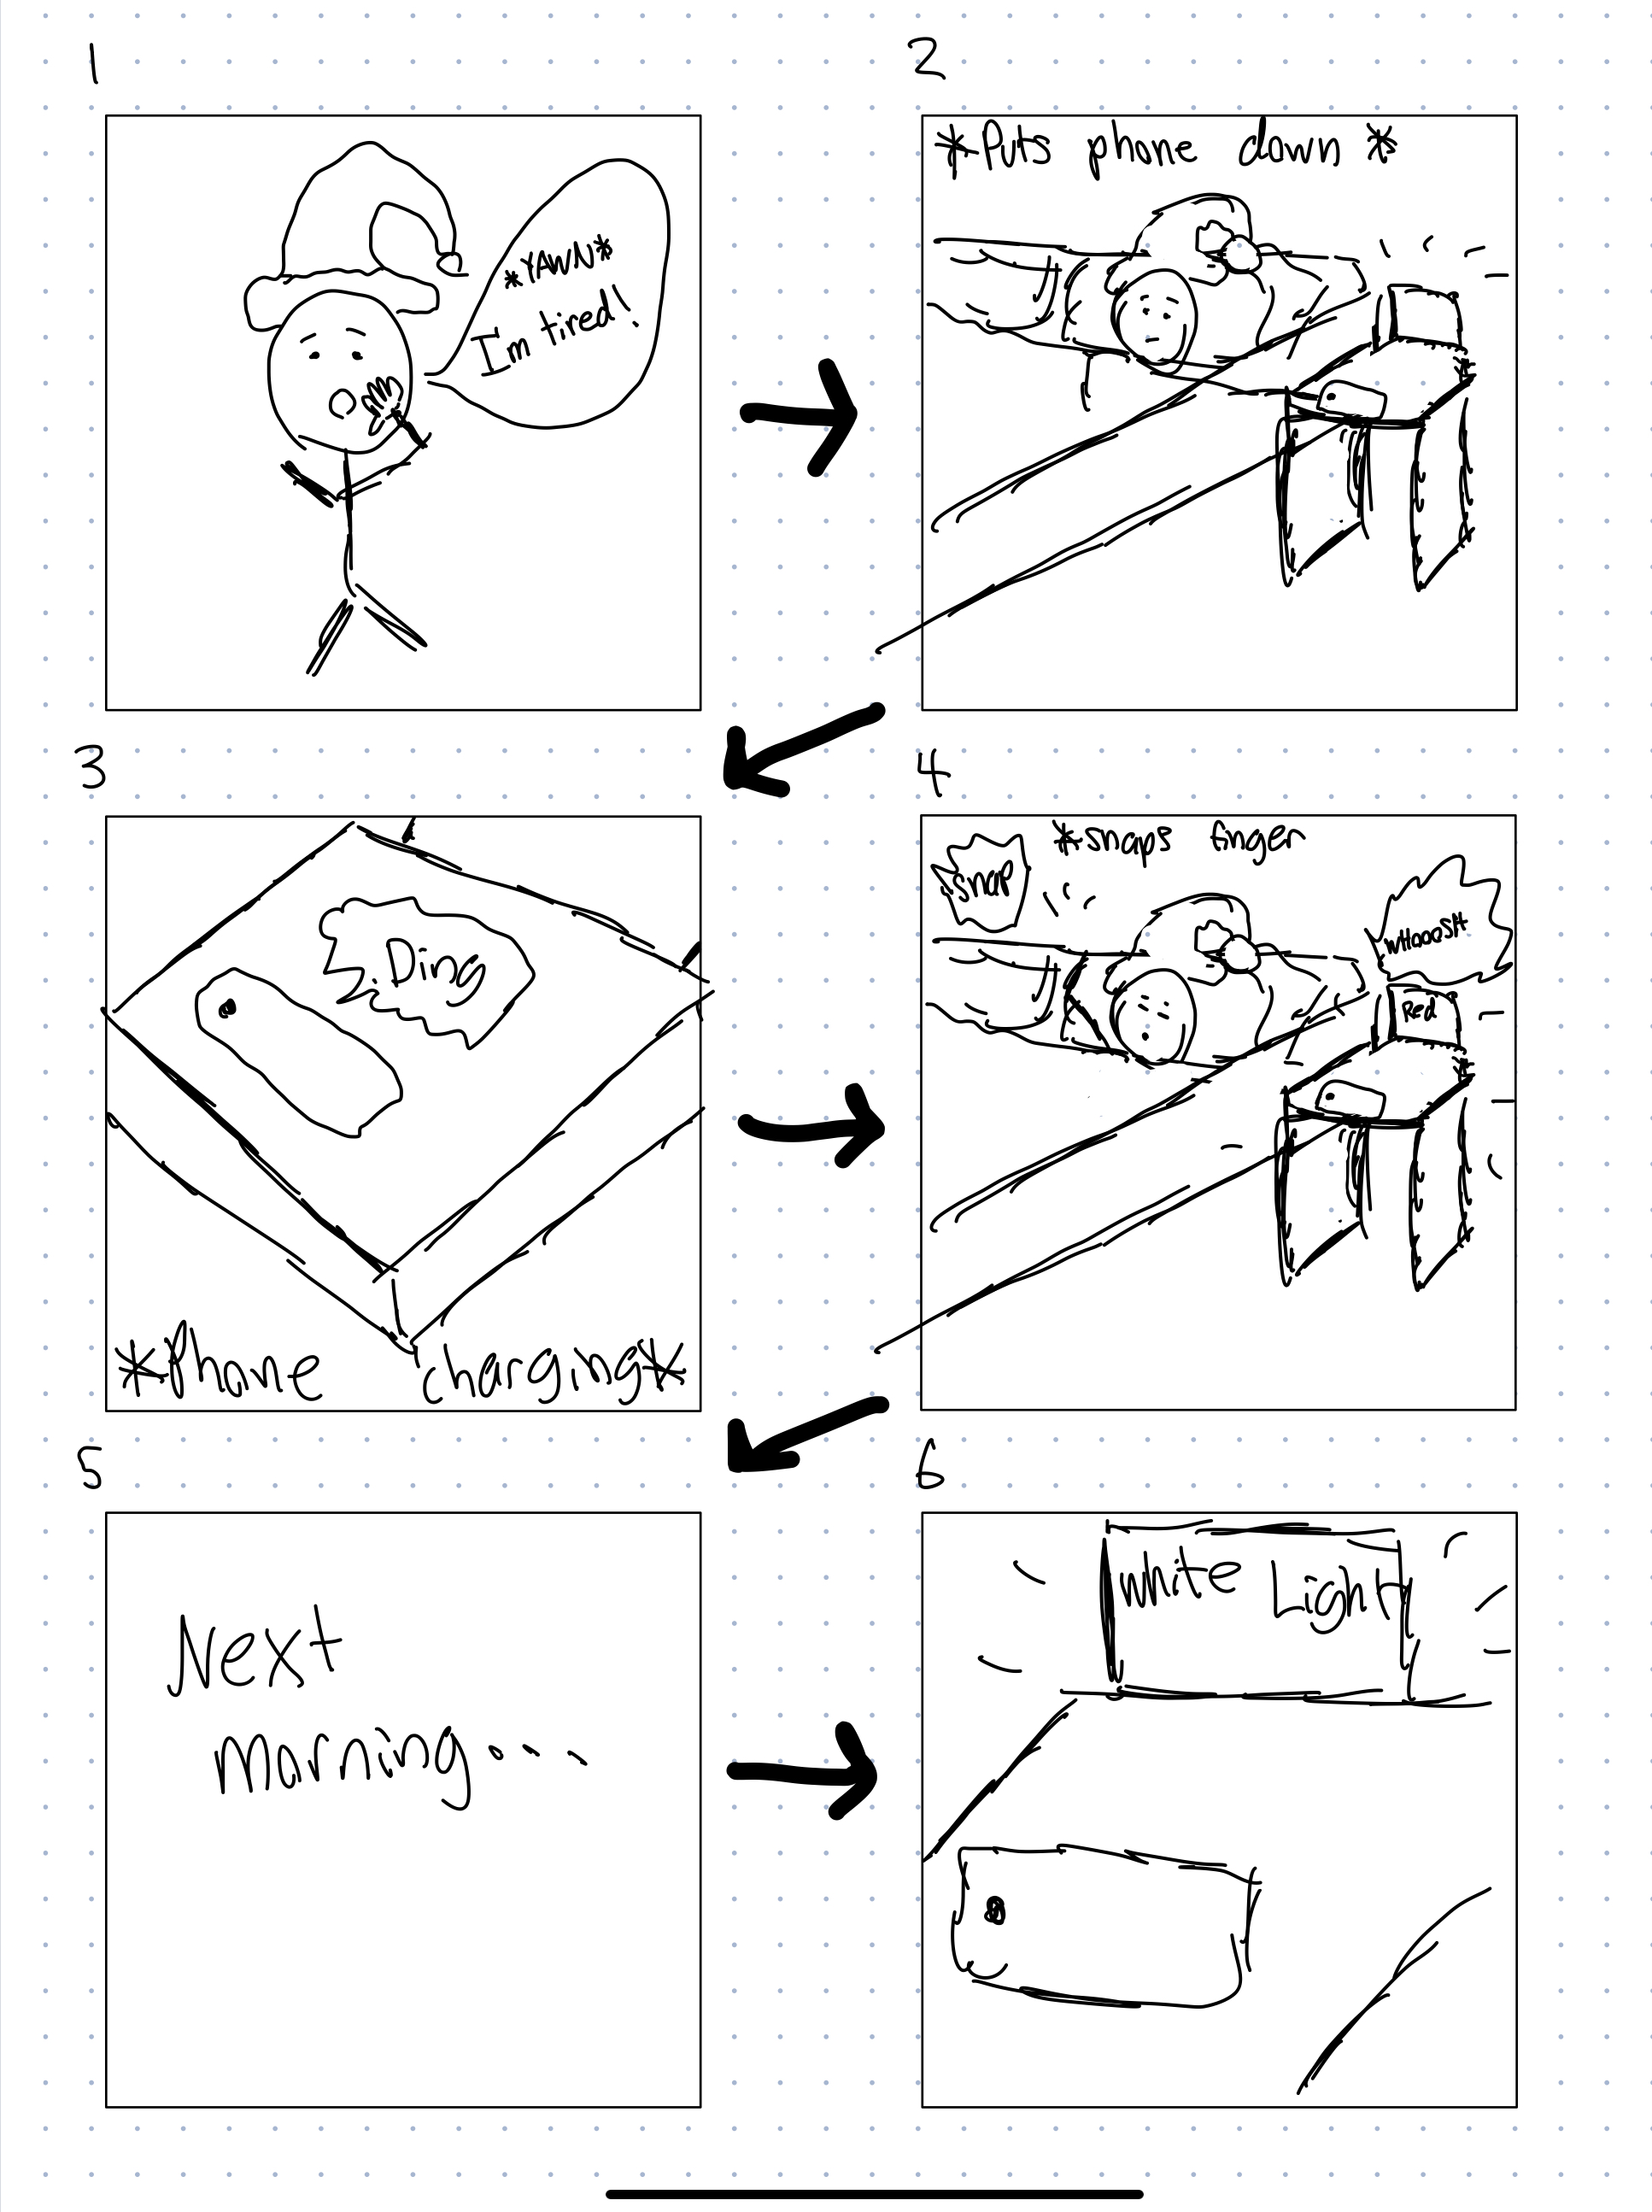 1
*YAWN*
I'm tired!
2
*Puts phone down*
3
Ding
*Phone charging*
4
*snaps finger
snap
WHOOOSH
Red
5
Next
morning...
6
White Light